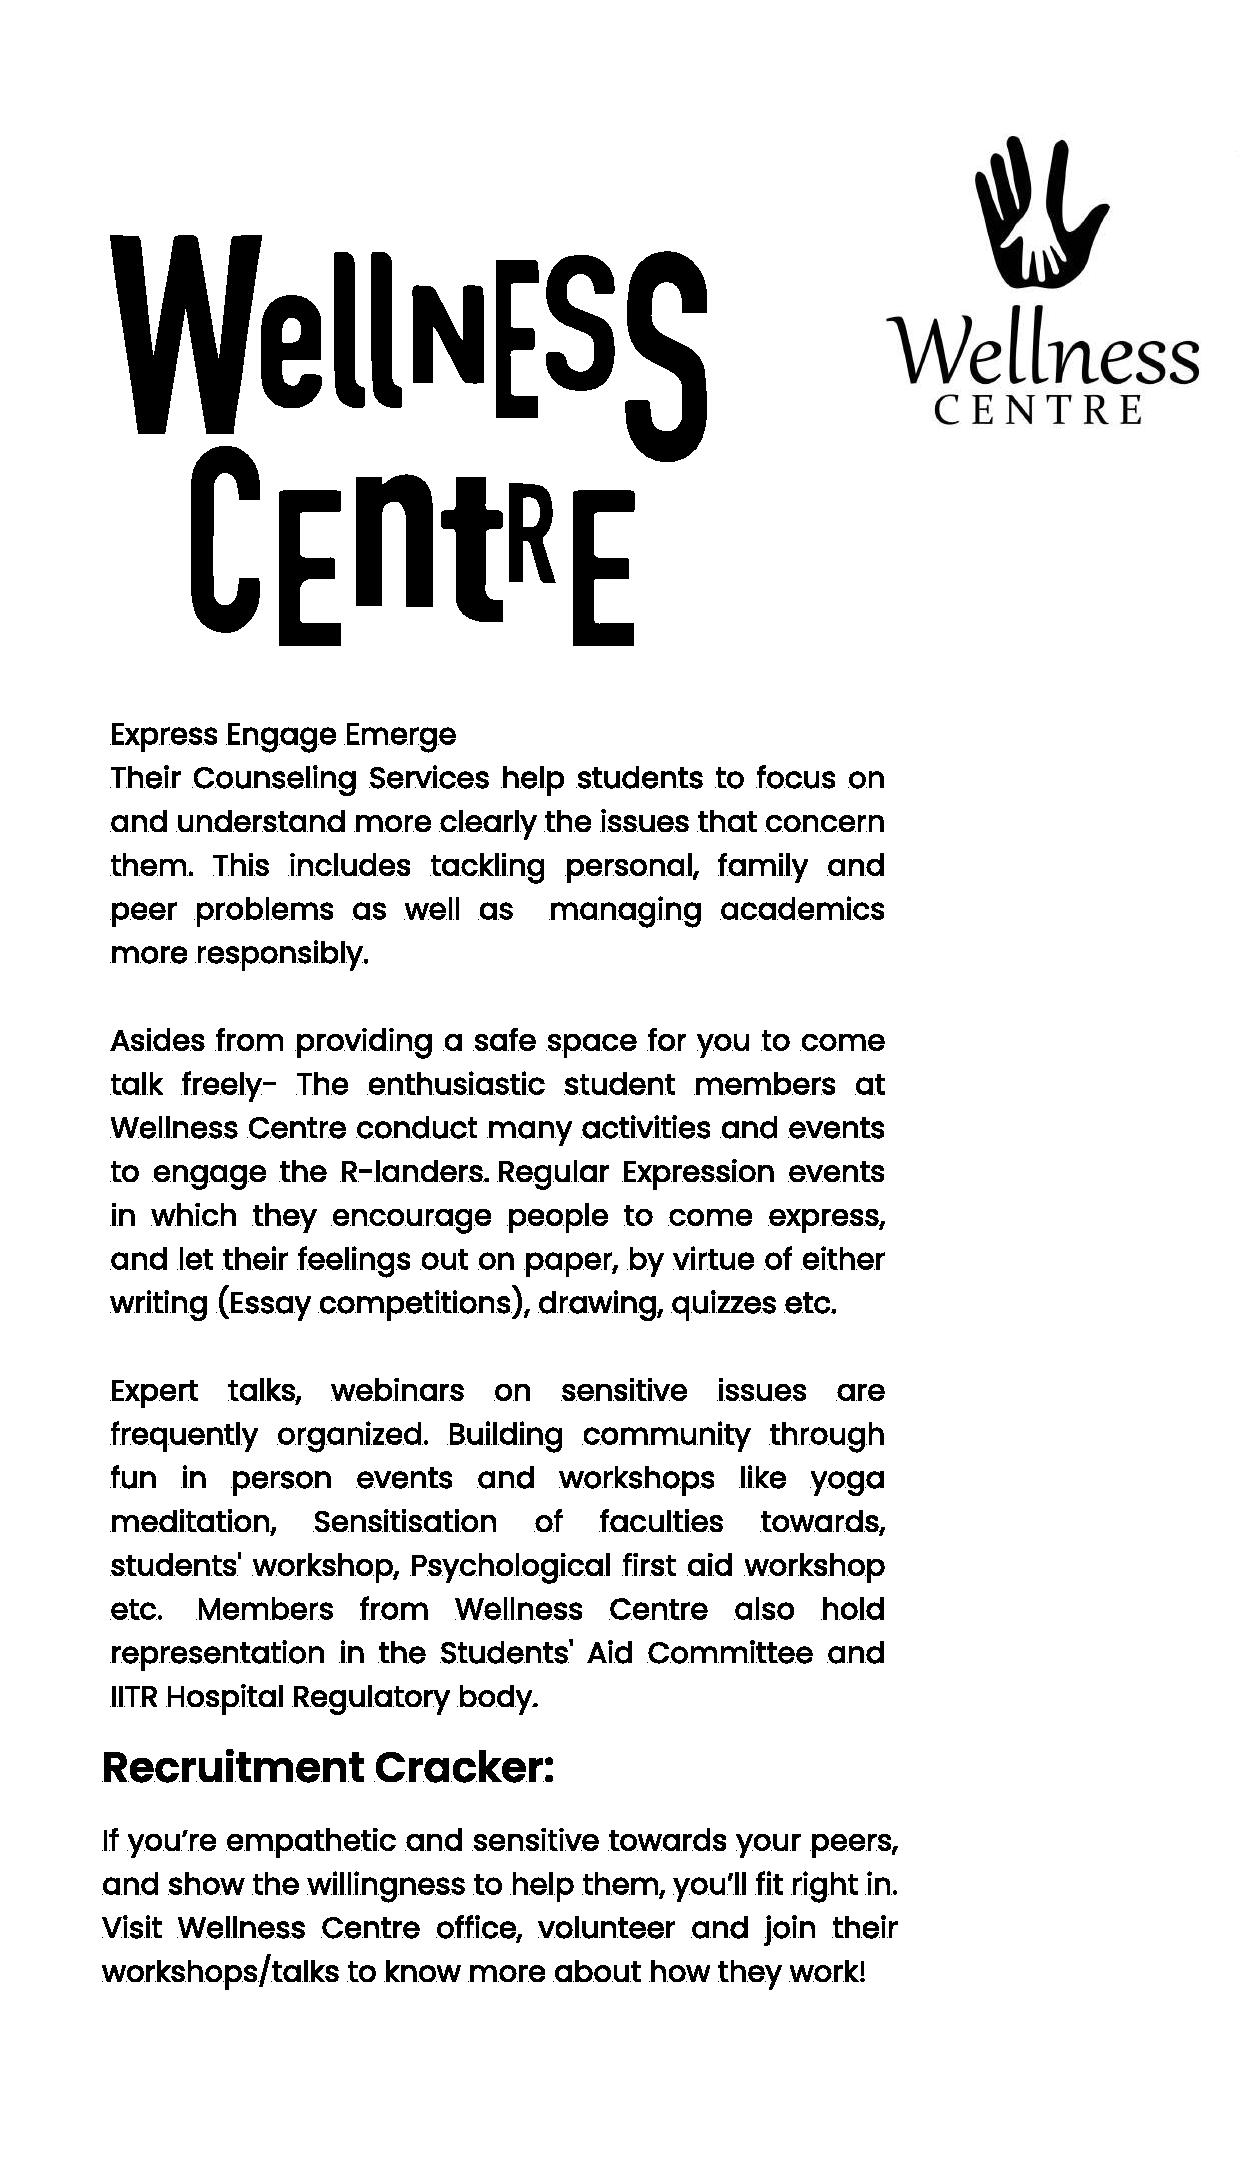 WellNESS
CEntRE
Wellness
CENTRE
Express Engage Emerge
Their Counseling Services help students to focus on
and understand more clearly the issues that concern
them. This includes tackling personal, family and
peer problems as well as managing academics
more responsibly.
Asides from providing a safe space for you to come
talk freely- The enthusiastic student members at
Wellness Centre conduct many activities and events
to engage the R-landers. Regular Expression events
in which they encourage people to come express,
and let their feelings out on paper, by virtue of either
writing (Essay competitions), drawing, quizzes etc.
Expert talks, webinars on sensitive issues are
frequently organized. Building community through
fun in person events and workshops like yoga
meditation, Sensitisation of faculties towards,
students' workshop, Psychological first aid workshop
etc. Members from Wellness Centre also hold
representation in the Students' Aid Committee and
IITR Hospital Regulatory body.
Recruitment Cracker:
If you’re empathetic and sensitive towards your peers,
and show the willingness to help them, you’ll fit right in.
Visit Wellness Centre office, volunteer and join their
workshops/talks to know more about how they work!